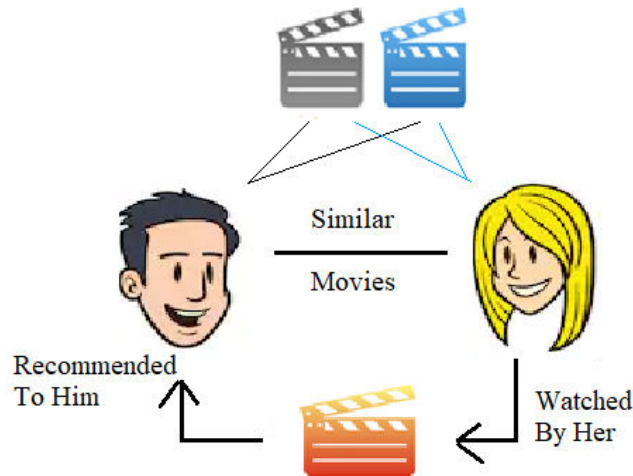 Similar
Movies
Recommended
To Him
Watched
By Her